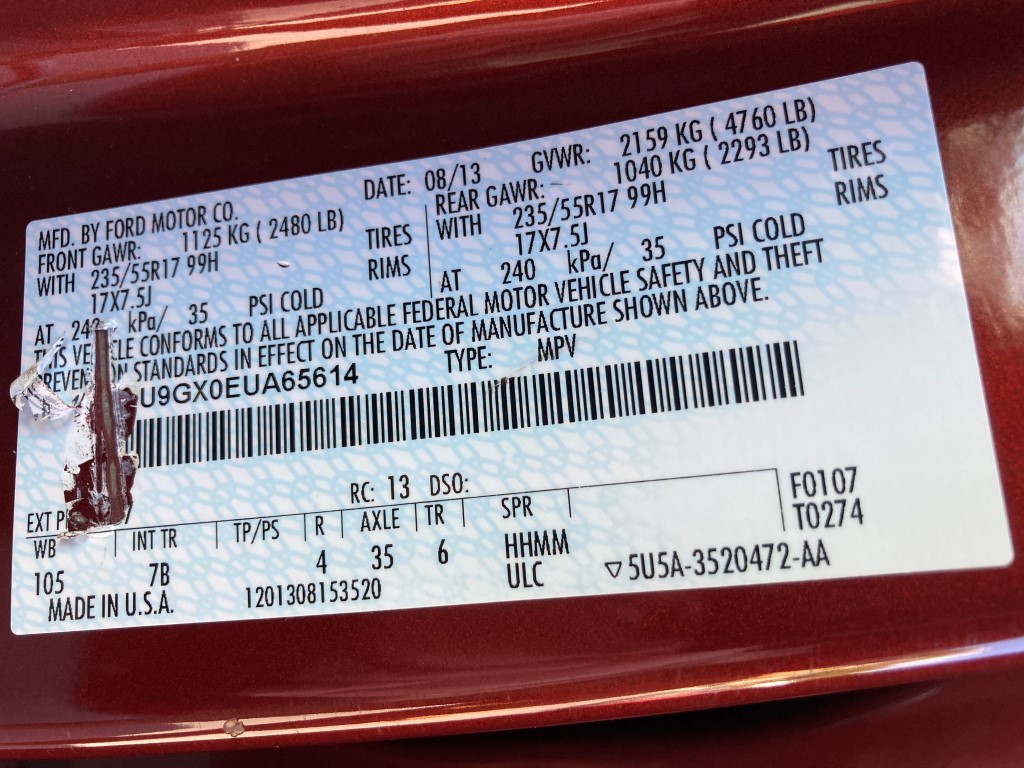 MFD. BY FORD MOTOR CO.
DATE: 08/13 GVWR: 2159 KG ( 4760 LB)
FRONT GAWR: 1125 KG ( 2480 LB)
WITH 235/55R17 99H TIRES
17X7.5J RIMS
AT kPa/ 35 PSI COLD
REAR GAWR: 1040 KG ( 2293 LB)
WITH 235/55R17 99H TIRES
17X7.5J RIMS
AT 240 kPa/ 35 PSI COLD
CONFORMS TO ALL APPLICABLE FEDERAL MOTOR VEHICLE SAFETY AND THEFT
STANDARDS IN EFFECT ON THE DATE OF MANUFACTURE SHOWN ABOVE.
U9GX0EUA65614 TYPE: MPV
RC: 13 DSO:
EXT
WB INT TR TP/PS R AXLE TR SPR F0107
T0274
105 7B 4 35 6 HHMM
ULC ▽5U5A-3520472-AA
MADE IN U.S.A. 1201308153520